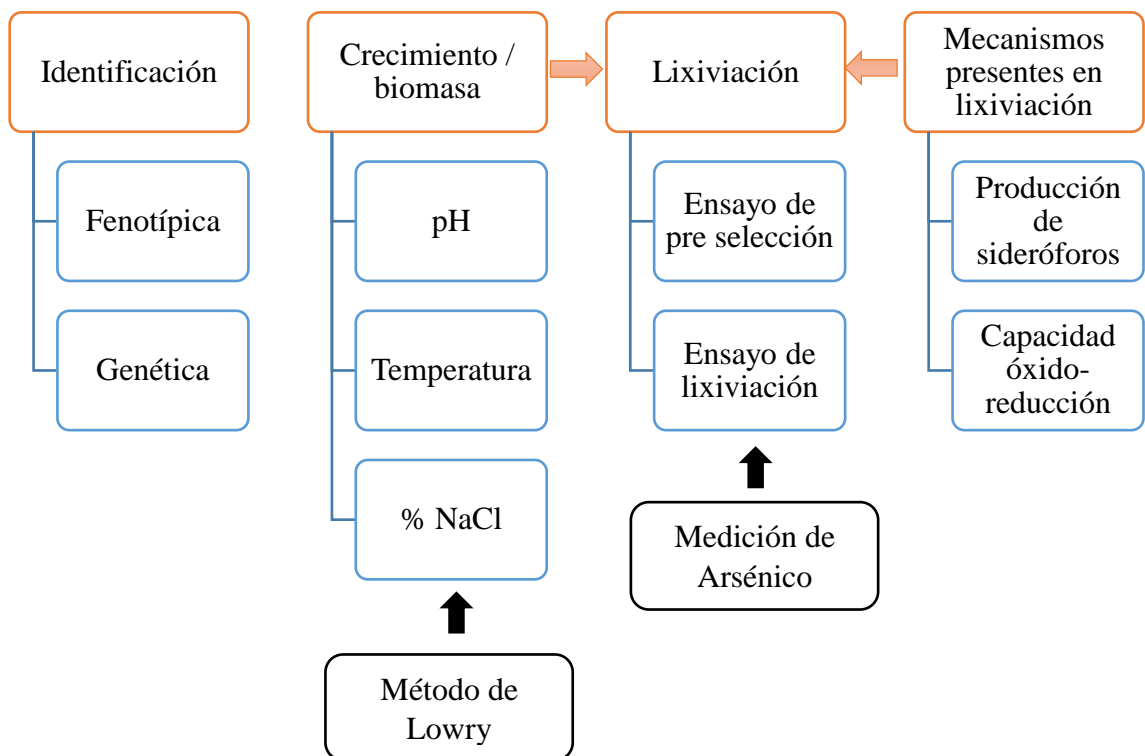 Identificación
Fenotípica
Genética
Crecimiento /
biomasa
pH
Temperatura
% NaCl
Método de
Lowry
Lixiviación
Ensayo de
pre selección
Ensayo de
lixiviación
Medición de
Arsénico
Mecanismos
presentes en
lixiviación
Producción
de
sideróforos
Capacidad
óxido-
reducción